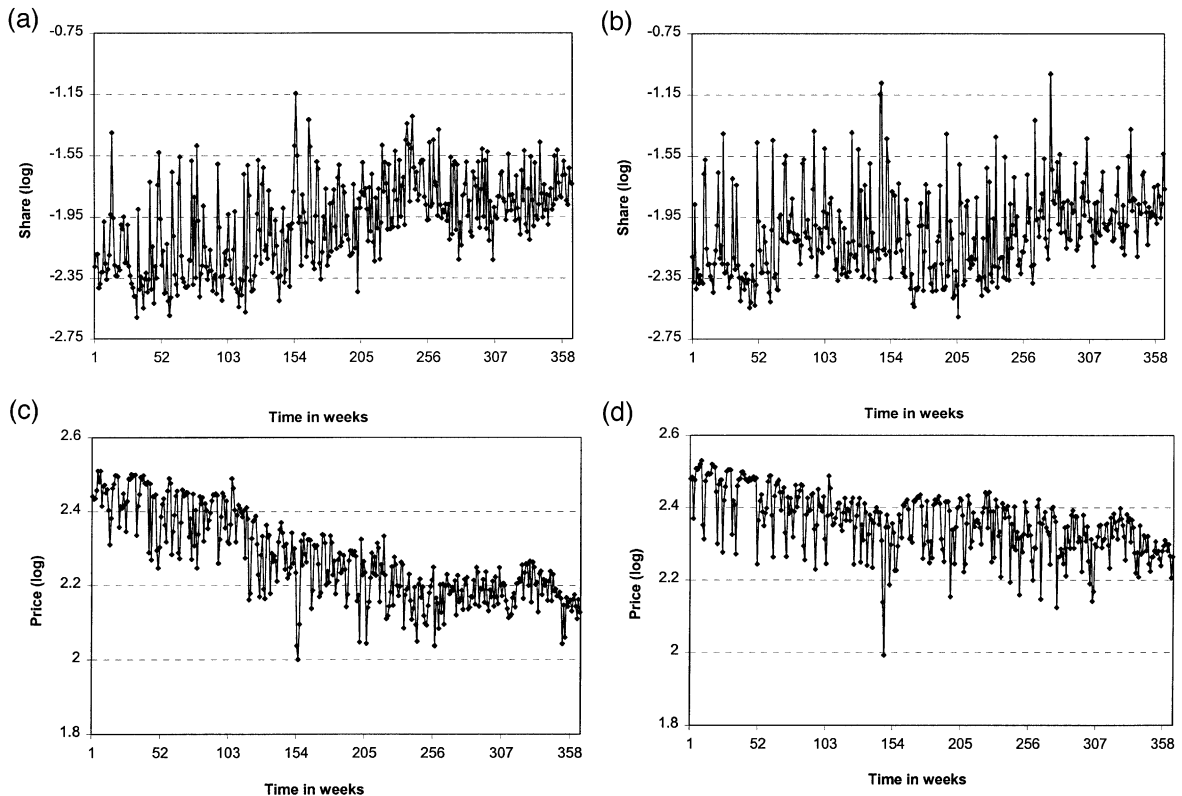 (a)
-0.75
-1.15
-1.55
-1.95
-2.35
-2.75
Share (log)
1 52 103 154 205 256 307 358
Time in weeks
(b)
-0.75
-1.15
-1.55
-1.95
-2.35
-2.75
Share (log)
1 52 103 154 205 256 307 358
Time in weeks
(c)
2.6
2.4
2.2
2
1.8
Price (log)
1 52 103 154 205 256 307 358
Time in weeks
(d)
2.6
2.4
2.2
2
1.8
Price (log)
1 52 103 154 205 256 307 358
Time in weeks